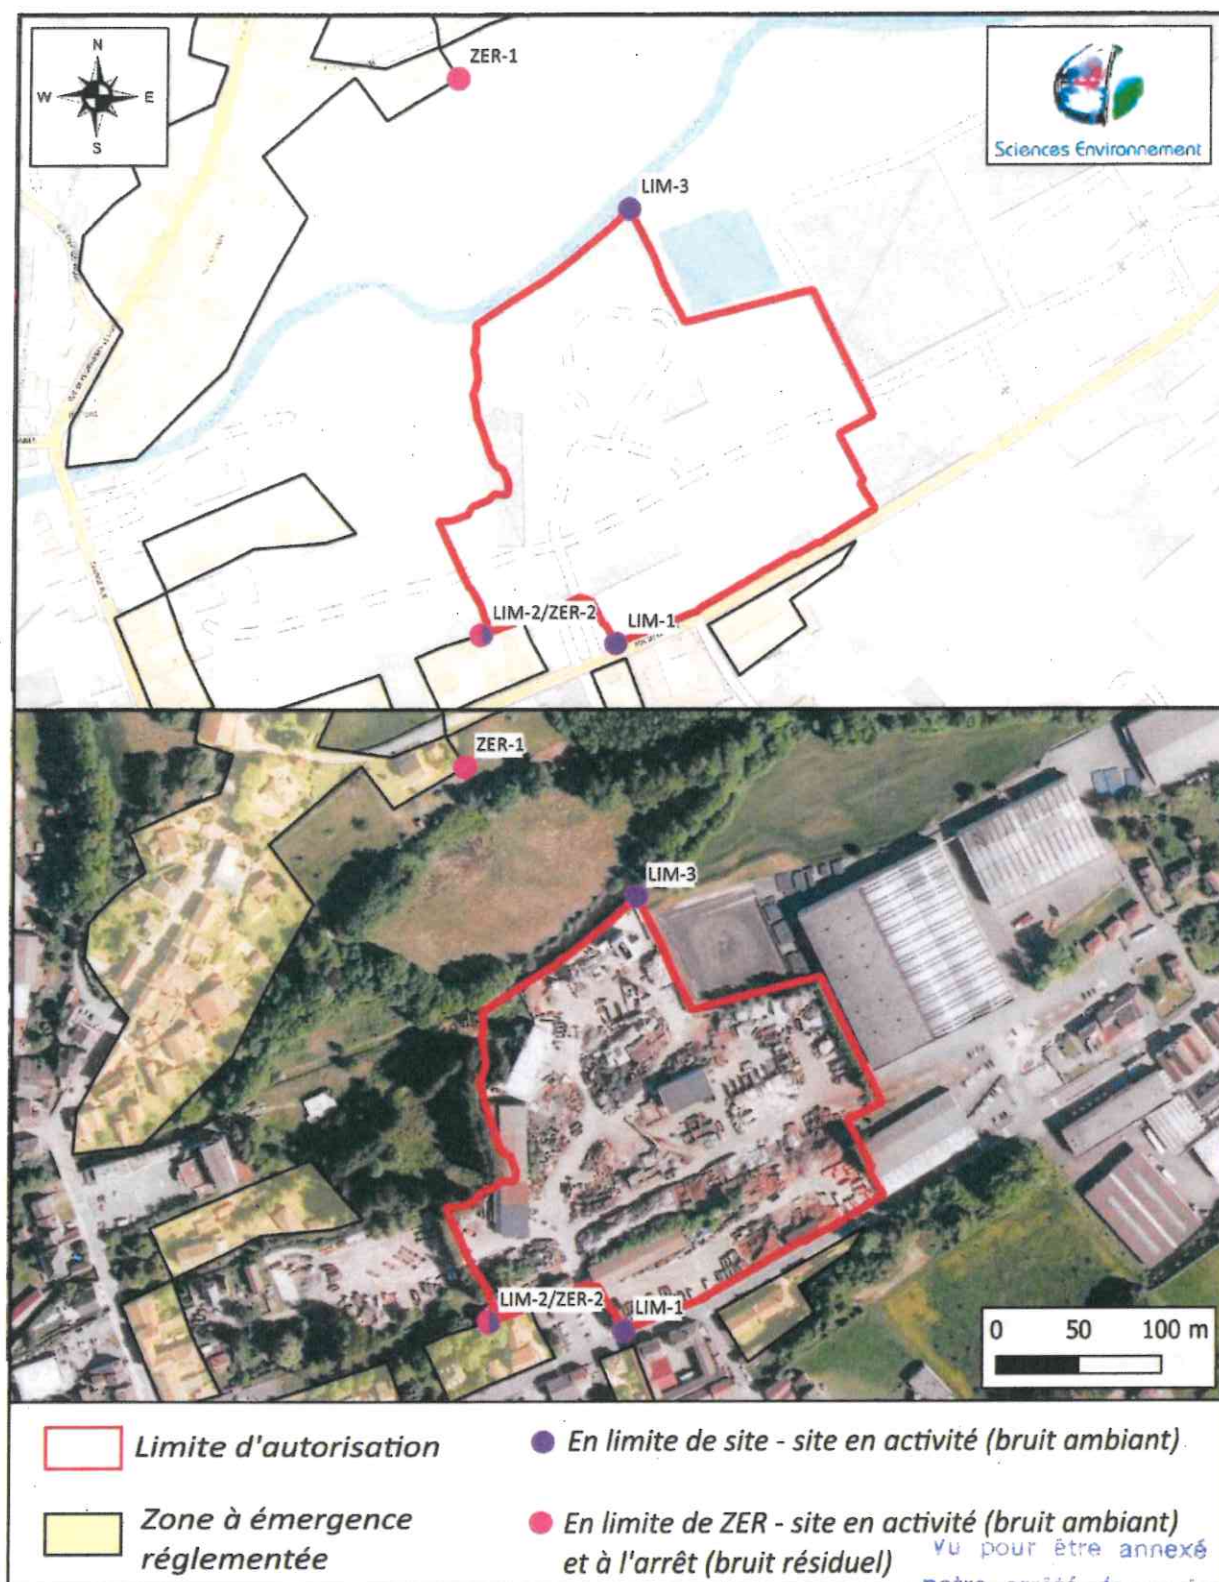 N
W E
S
ZER-1
Sciences Environnement
LIM-3
LIM-2/ZER-2
LIM-1
ZER-1
LIM-3
LIM-2/ZER-2
LIM-1
0 50 100 m
Limite d'autorisation
En limite de site - site en activité (bruit ambiant)
Zone à émergence
réglementée
En limite de ZER - site en activité (bruit ambiant)
et à l'arrêt (bruit résiduel)
Vu pour être annexé